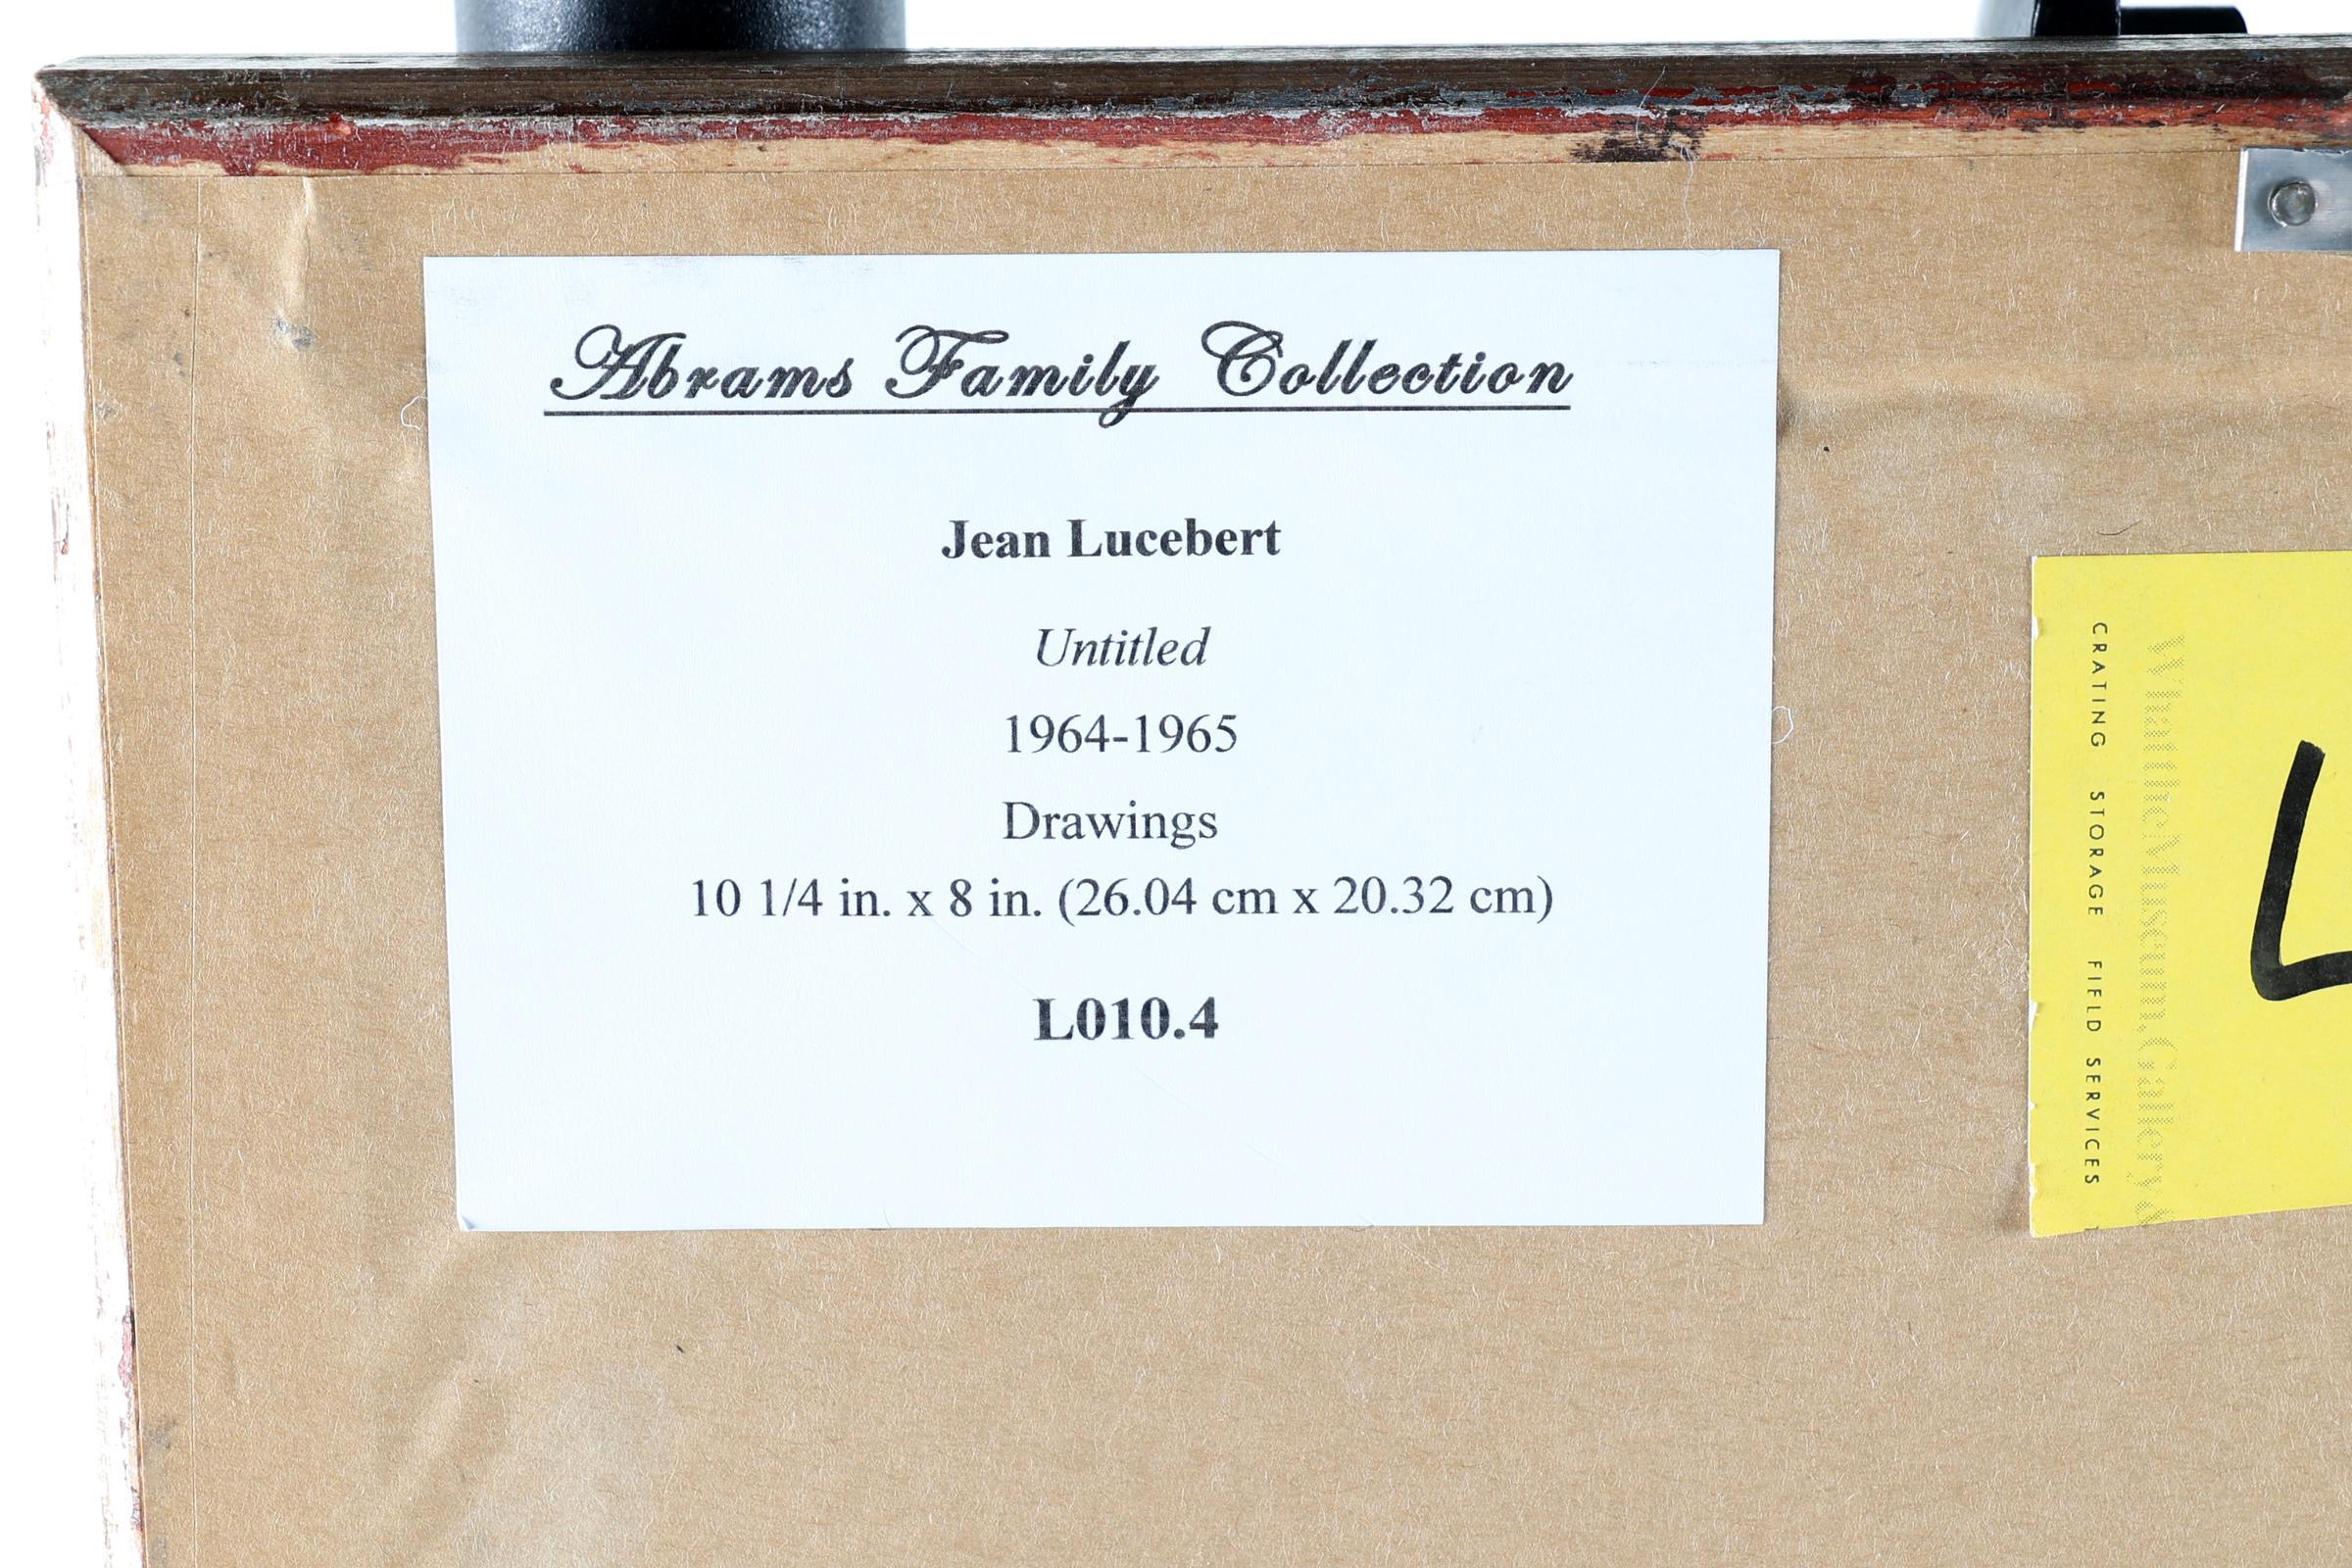 Abrams Family Collection
Jean Lucebert
Untitled
1964-1965
Drawings
10 1/4 in. x 8 in. (26.04 cm x 20.32 cm)
L010.4
CRATING STORAGE FIELD SERVICES
L